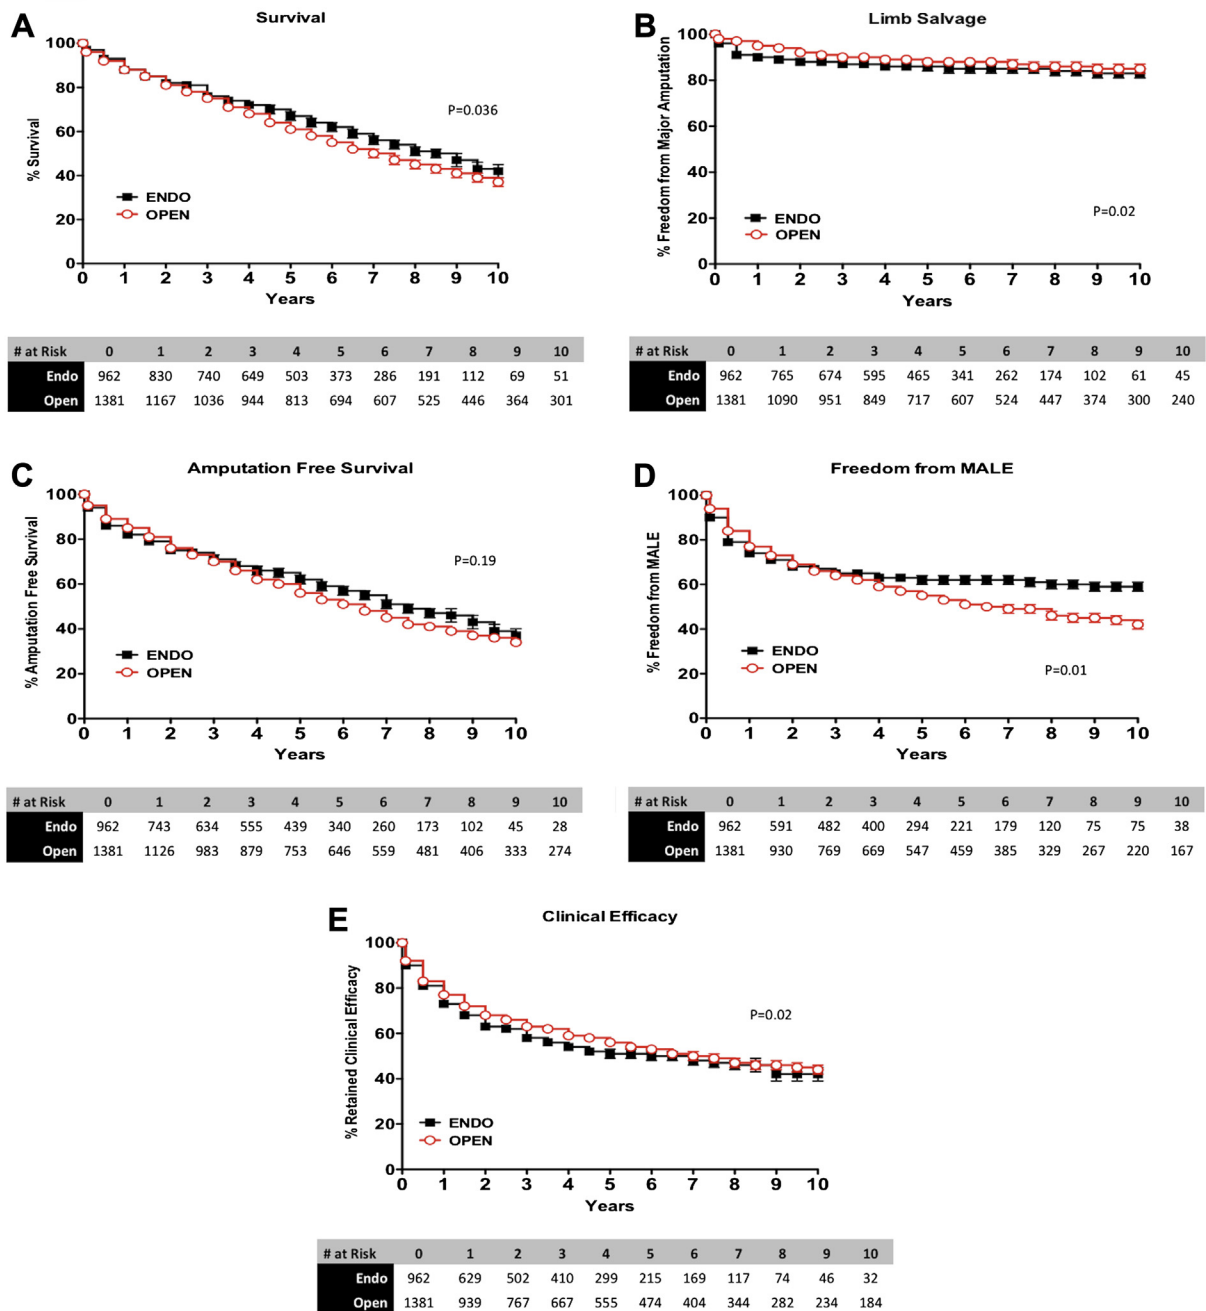 A
Survival
% Survival
100
80
60
40
20
0
P=0.036
ENDO
OPEN
0 1 2 3 4 5 6 7 8 9 10
Years
# at Risk 0 1 2 3 4 5 6 7 8 9 10
Endo 962 830 740 649 503 373 286 191 112 69 51
Open 1381 1167 1036 944 813 694 607 525 446 364 301
B
Limb Salvage
% Freedom from Major Amputation
100
80
60
40
20
0
P=0.02
ENDO
OPEN
0 1 2 3 4 5 6 7 8 9 10
Years
# at Risk 0 1 2 3 4 5 6 7 8 9 10
Endo 962 765 674 595 465 341 262 174 102 61 45
Open 1381 1090 951 849 717 607 524 447 374 300 240
C
Amputation Free Survival
% Amputation Free Survival
100
80
60
40
20
0
P=0.19
ENDO
OPEN
0 1 2 3 4 5 6 7 8 9 10
Years
# at Risk 0 1 2 3 4 5 6 7 8 9 10
Endo 962 743 634 555 439 340 260 173 102 45 28
Open 1381 1126 983 879 753 646 559 481 406 333 274
D
Freedom from MALE
% Freedom from MALE
100
80
60
40
20
0
ENDO
OPEN
P=0.01
0 1 2 3 4 5 6 7 8 9 10
Years
# at Risk 0 1 2 3 4 5 6 7 8 9 10
Endo 962 591 482 400 294 221 179 120 75 75 38
Open 1381 930 769 669 547 459 385 329 267 220 167
E
Clinical Efficacy
% Retained Clinical Efficacy
100
80
60
40
20
0
P=0.02
ENDO
OPEN
0 1 2 3 4 5 6 7 8 9 10
Years
# at Risk 0 1 2 3 4 5 6 7 8 9 10
Endo 962 629 502 410 299 215 169 117 74 46 32
Open 1381 939 767 667 555 474 404 344 282 234 184